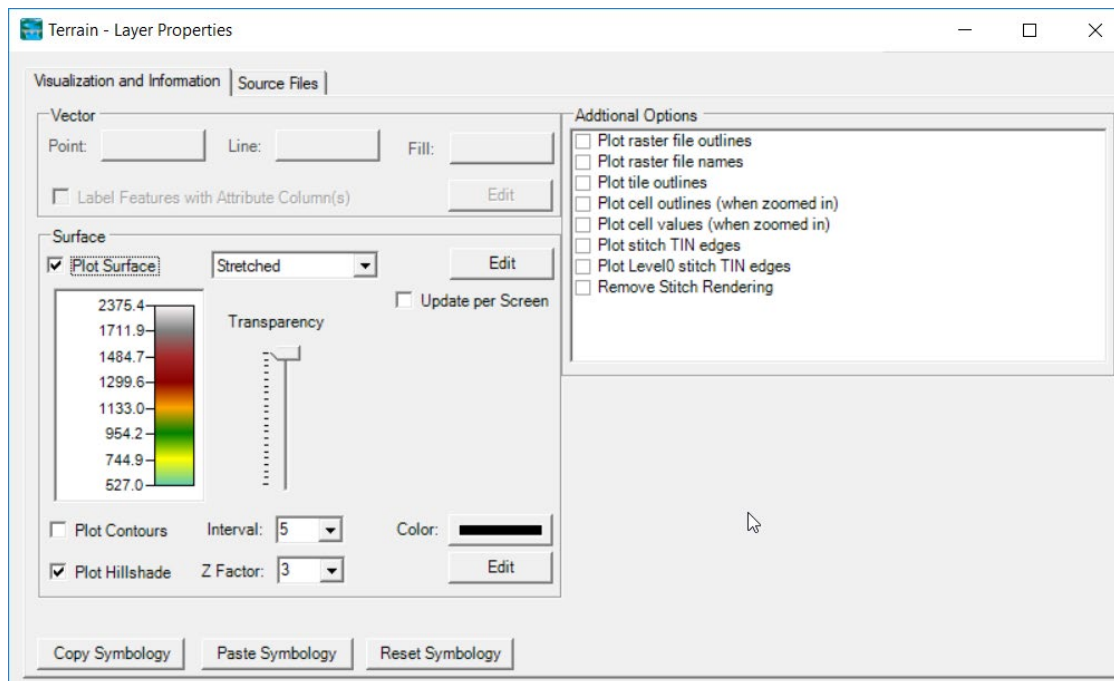 Terrain - Layer Properties
Visualization and Information
Source Files
Vector
Point:
Line:
Fill:
Label Features with Attribute Column(s)
Edit
Surface
Plot Surface
Stretched
Edit
Update per Screen
2375.4
1711.9
1484.7
1299.6
1133.0
954.2
744.9
527.0
Transparency
Plot Contours
Interval:
5
Color:
Plot Hillshade
Z Factor:
3
Edit
Addtional Options
Plot raster file outlines
Plot raster file names
Plot tile outlines
Plot cell outlines (when zoomed in)
Plot cell values (when zoomed in)
Plot stitch TIN edges
Plot Level0 stitch TIN edges
Remove Stitch Rendering
Copy Symbology
Paste Symbology
Reset Symbology